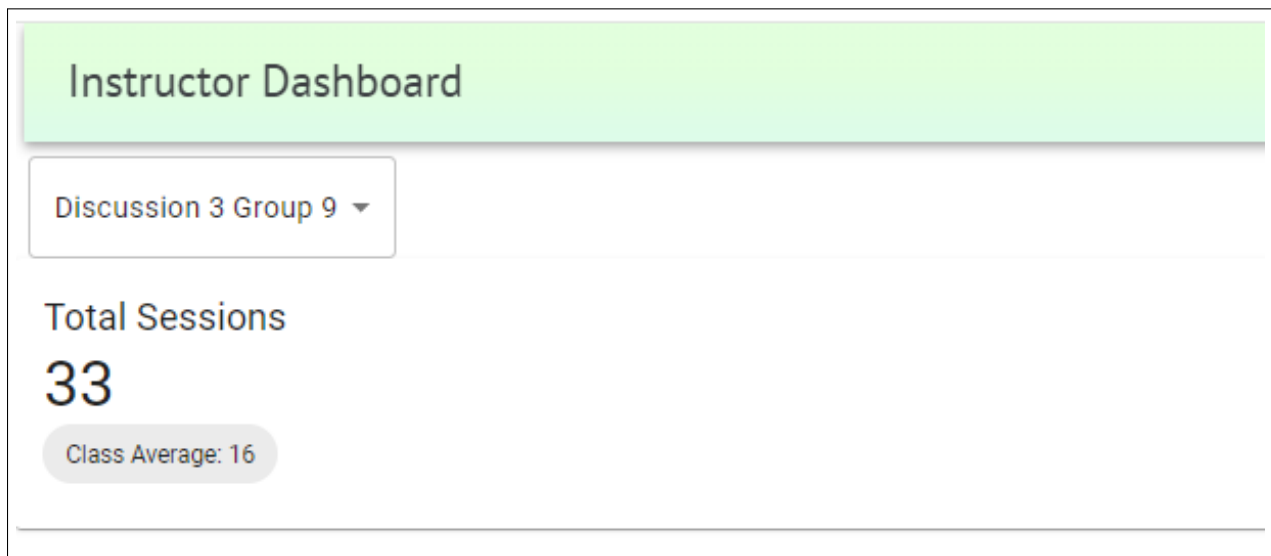 Instructor Dashboard
Discussion 3 Group 9
Total Sessions
33
Class Average: 16